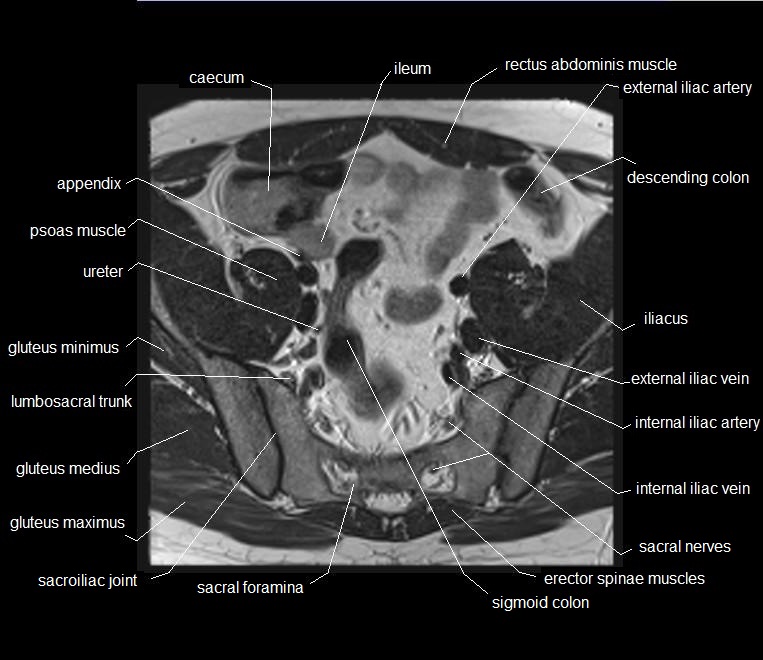 ileum
rectus abdominis muscle
caecum
external iliac artery
descending colon
appendix
psoas muscle
ureter
iliacus
gluteus minimus
external iliac vein
lumbosacral trunk
internal iliac artery
gluteus medius
internal iliac vein
gluteus maximus
sacral nerves
sacroiliac joint
erector spinae muscles
sacral foramina
sigmoid colon